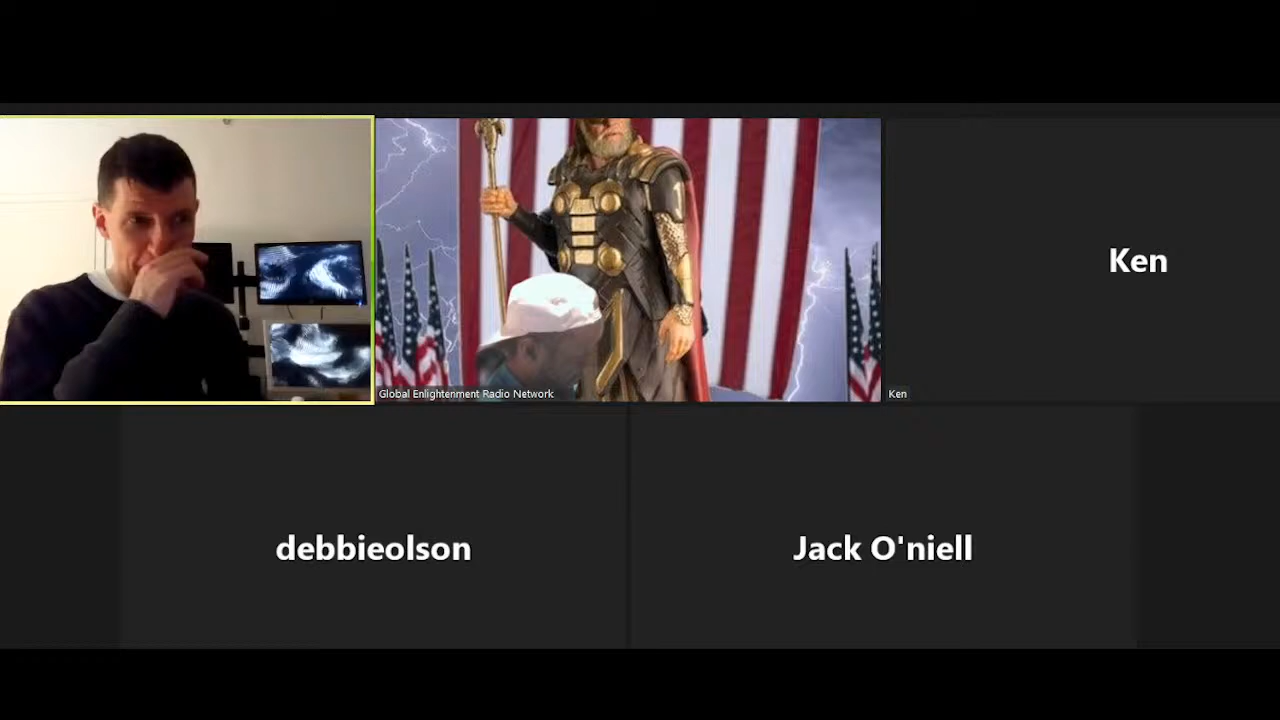 Ken
Global Enlightenment Radio Network
Ken
debbieolson
Jack O'niell